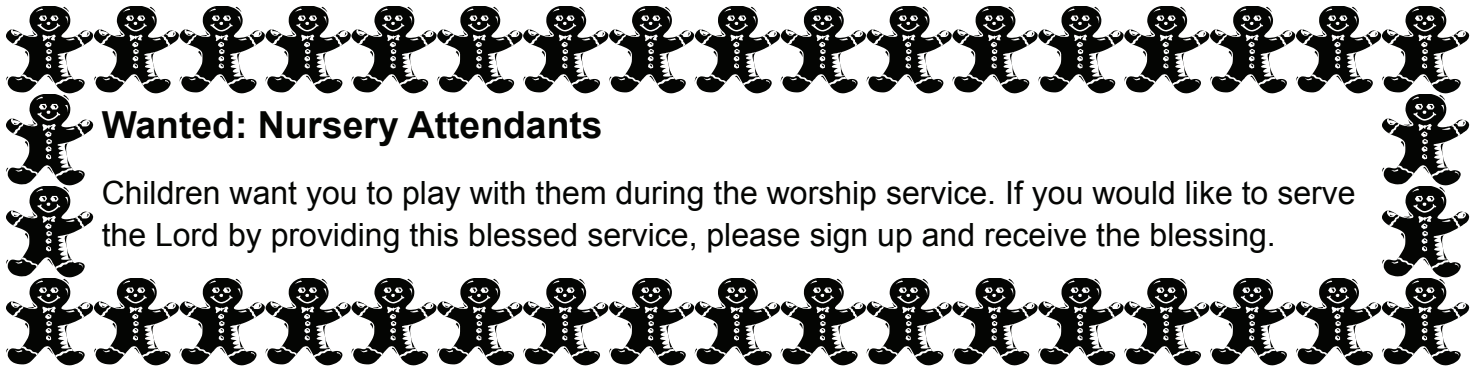 Wanted: Nursery Attendants
Children want you to play with them during the worship service. If you would like to serve
the Lord by providing this blessed service, please sign up and receive the blessing.